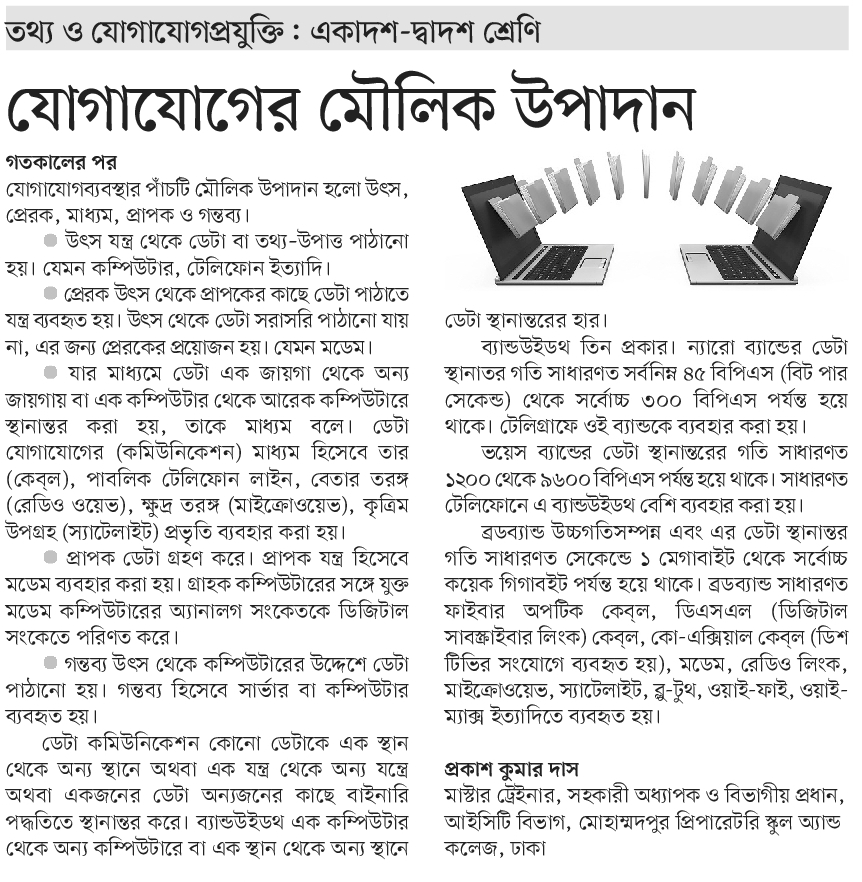 তথ্য ও যোগাযোগপ্রযুক্তি : একাদশ-দ্বাদশ শ্রেণি
যোগাযোগের মৌলিক উপাদান
গতকালের পর
যোগাযোগব্যবস্থার পাঁচটি মৌলিক উপাদান হলো উৎস,
প্রেরক, মাধ্যম, প্রাপক ও গন্তব্য।
● উৎস যন্ত্র থেকে ডেটা বা তথ্য-উপাত্ত পাঠানো
হয়। যেমন কম্পিউটার, টেলিফোন ইত্যাদি।
● প্রেরক উৎস থেকে প্রাপকের কাছে ডেটা পাঠাতে
যন্ত্র ব্যবহৃত হয়। উৎস থেকে ডেটা সরাসরি পাঠানো যায়
না, এর জন্য প্রেরকের প্রয়োজন হয়। যেমন মডেম।
● যার মাধ্যমে ডেটা এক জায়গা থেকে অন্য
জায়গায় বা এক কম্পিউটার থেকে আরেক কম্পিউটারে
স্থানান্তর করা হয়, তাকে মাধ্যম বলে। ডেটা
যোগাযোগের (কমিউনিকেশন) মাধ্যম হিসেবে তার
(কেব্‌ল), পাবলিক টেলিফোন লাইন, বেতার তরঙ্গ
(রেডিও ওয়েভ), ক্ষুদ্র তরঙ্গ (মাইক্রোওয়েভ), কৃত্রিম
উপগ্রহ (স্যাটেলাইট) প্রভৃতি ব্যবহার করা হয়।
● প্রাপক ডেটা গ্রহণ করে। প্রাপক যন্ত্র হিসেবে
মডেম ব্যবহার করা হয়। গ্রাহক কম্পিউটারের সঙ্গে যুক্ত
মডেম কম্পিউটারের অ্যানালগ সংকেতকে ডিজিটাল
সংকেতে পরিণত করে।
● গন্তব্য উৎস থেকে কম্পিউটারের উদ্দেশে ডেটা
পাঠানো হয়। গন্তব্য হিসেবে সার্ভার বা কম্পিউটার
ব্যবহৃত হয়।
ডেটা কমিউনিকেশন কোনো ডেটাকে এক স্থান
থেকে অন্য স্থানে অথবা এক যন্ত্র থেকে অন্য যন্ত্রে
অথবা একজনের ডেটা অন্যজনের কাছে বাইনারি
পদ্ধতিতে স্থানান্তর করে। ব্যান্ডউইডথ এক কম্পিউটার
থেকে অন্য কম্পিউটারে বা এক স্থান থেকে অন্য স্থানে
ডেটা স্থানান্তরের হার।
ব্যান্ডউইডথ তিন প্রকার। ন্যারো ব্যান্ডের ডেটা
স্থানাতর গতি সাধারণত সর্বনিম্ন ৪৫ বিপিএস (বিট পার
সেকেন্ড) থেকে সর্বোচ্চ ৩০০ বিপিএস পর্যন্ত হয়ে
থাকে। টেলিগ্রাফে ওই ব্যান্ডকে ব্যবহার করা হয়।
ভয়েস ব্যান্ডের ডেটা স্থানান্তরের গতি সাধারণত
১২০০ থেকে ৯৬০০ বিপিএস পর্যন্ত হয়ে থাকে। সাধারণত
টেলিফোনে এ ব্যান্ডউইডথ বেশি ব্যবহার করা হয়।
ব্রডব্যান্ড উচ্চগতিসম্পন্ন এবং এর ডেটা স্থানান্তর
গতি সাধারণত সেকেন্ডে ১ মেগাবাইট থেকে সর্বোচ্চ
কয়েক গিগাবইট পর্যন্ত হয়ে থাকে। ব্রডব্যান্ড সাধারণত
ফাইবার অপটিক কেব্‌ল, ডিএসএল (ডিজিটাল
সাবস্ক্রাইবার লিংক) কেব্‌ল, কো-এক্সিয়াল কেব্‌ল (ডিশ
টিভির সংযোগে ব্যবহৃত হয়), মডেম, রেডিও লিংক,
মাইক্রোওয়েভ, স্যাটেলাইট, ব্লু-টুথ, ওয়াই-ফাই, ওয়াই-
ম্যাক্স ইত্যাদিতে ব্যবহৃত হয়।
প্রকাশ কুমার দাস
মাস্টার ট্রেইনার, সহকারী অধ্যাপক ও বিভাগীয় প্রধান,
আইসিটি বিভাগ, মোহাম্মদপুর প্রিপারেটরি স্কুল অ্যান্ড
কলেজ, ঢাকা